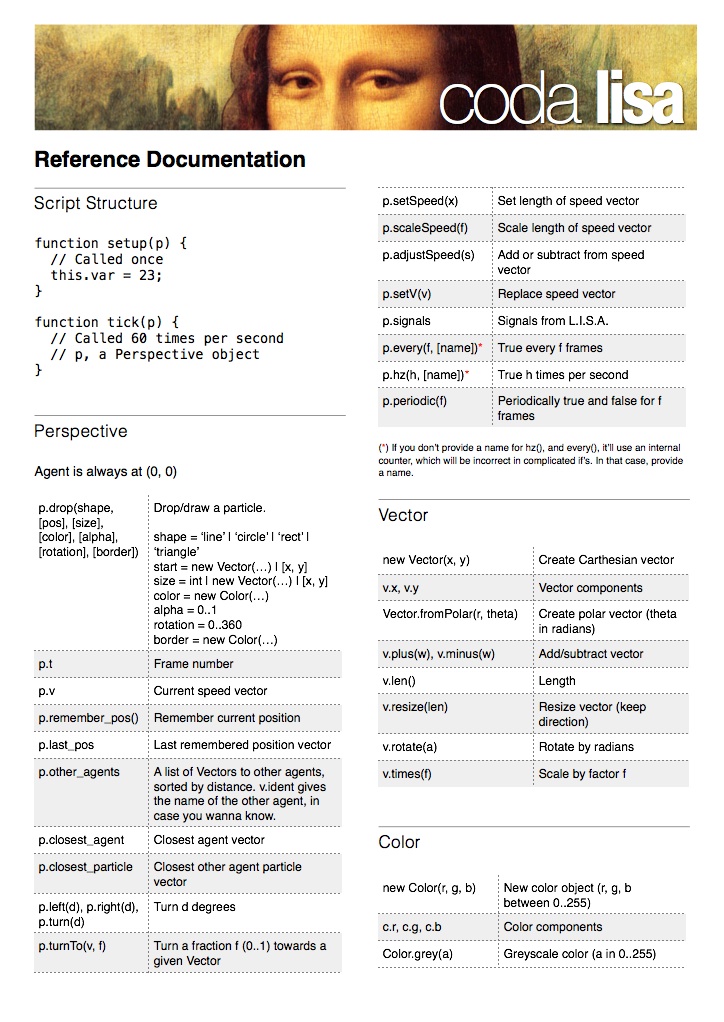 coda lisa
Reference Documentation
Script Structure
function setup(p) {
// Called once
this.var = 23;
}
function tick(p) {
// Called 60 times per second
// p, a Perspective object
}
Perspective
Agent is always at (0, 0)
p.drop(shape,
[pos], [size],
[color], [alpha],
[rotation], [border])
Drop/draw a particle.
shape = ‘line’ | ‘circle’ | ‘rect’ |
‘triangle’
start = new Vector(…) | [x, y]
size = int | new Vector(…) | [x, y]
color = new Color(…)
alpha = 0..1
rotation = 0..360
border = new Color(…)
p.t Frame number
p.v Current speed vector
p.remember_pos() Remember current position
p.last_pos Last remembered position vector
p.other_agents A list of Vectors to other agents,
sorted by distance. v.ident gives
the name of the other agent, in
case you wanna know.
p.closest_agent Closest agent vector
p.closest_particle Closest other agent particle
vector
p.left(d), p.right(d), Turn d degrees
p.turn(d)
p.turnTo(v, f) Turn a fraction f (0..1) towards a
given Vector
p.setSpeed(x) Set length of speed vector
p.scaleSpeed(f) Scale length of speed vector
p.adjustSpeed(s) Add or subtract from speed
vector
p.setV(v) Replace speed vector
p.signals Signals from L.I.S.A.
p.every(f, [name])* True every f frames
p.hz(h, [name])* True h times per second
p.periodic(f) Periodically true and false for f
frames
(*) If you don’t provide a name for hz(), and every(), it’ll use an internal
counter, which will be incorrect in complicated if’s. In that case, provide
a name.
Vector
new Vector(x, y) Create Carthesian vector
v.x, v.y Vector components
Vector.fromPolar(r, theta) Create polar vector (theta
in radians)
v.plus(w), v.minus(w) Add/subtract vector
v.len() Length
v.resize(len) Resize vector (keep
direction)
v.rotate(a) Rotate by radians
v.times(f) Scale by factor f
Color
new Color(r, g, b) New color object (r, g, b
between 0..255)
c.r, c.g, c.b Color components
Color.grey(a) Greyscale color (a in 0..255)